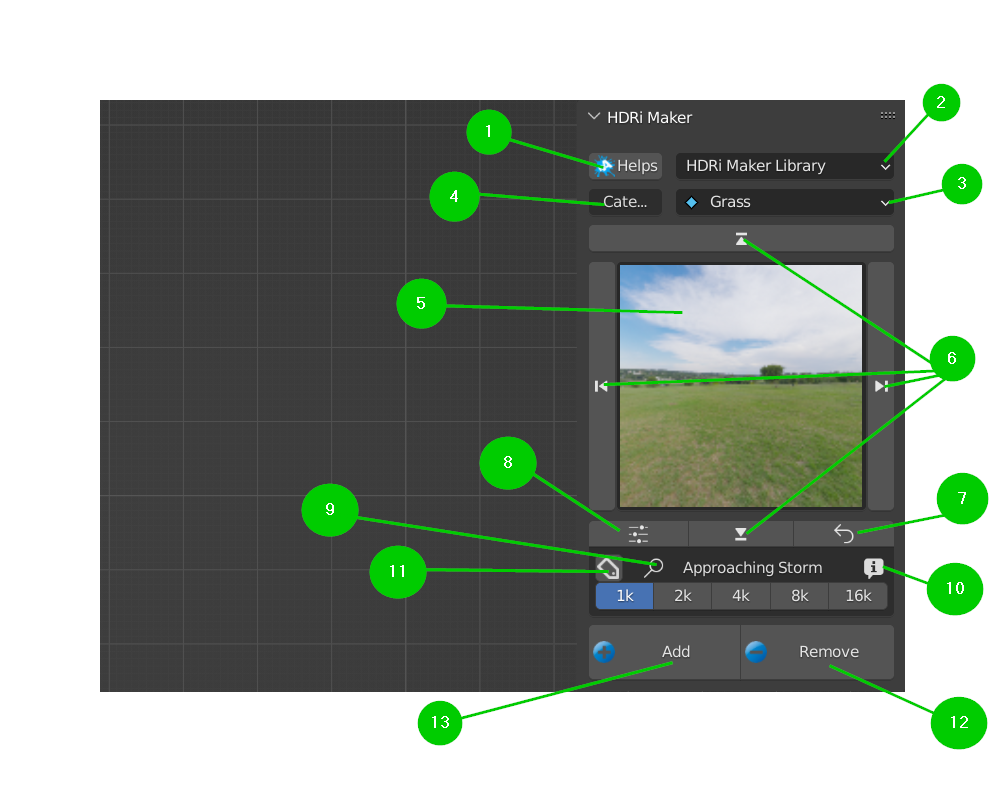 2
HDRi Maker
1
Helps
HDRi Maker Library
3
4
Cate...
Grass
5
6
8
7
9
11
Approaching Storm
10
1k 2k 4k 8k 16k
Add
Remove
13
12